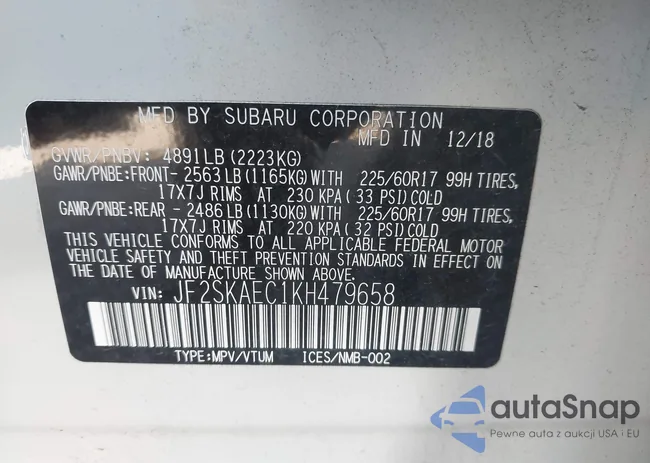 MFD BY SUBARU CORPORATION
MFD IN 12/18
GVWR/PNBV: 4891LB(2223KG)
GAWR/PNBE:FRONT-2563LB(1165KG)WITH 225/60R17 99H TIRES,
17X7J RIMS AT 230 KPA( 33 PSI)COLD
GAWR/PNBE:REAR -2486LB(1130KG)WITH 225/60R17 99H TIRES,
17X7J RIMS AT 220 KPA( 32 PSI)COLD
THIS VEHICLE CONFORMS TO ALL APPLICABLE FEDERAL MOTOR
VEHICLE SAFETY AND THEFT PREVENTION STANDARDS IN EFFECT ON
THE DATE OF MANUFACTURE SHOWN ABOVE.
VIN: JF2SKAEC1KH479658
TYPE:MPV/VTUM ICES/NMB-002
autaSnap
Pewne auta z aukcji USA i EU